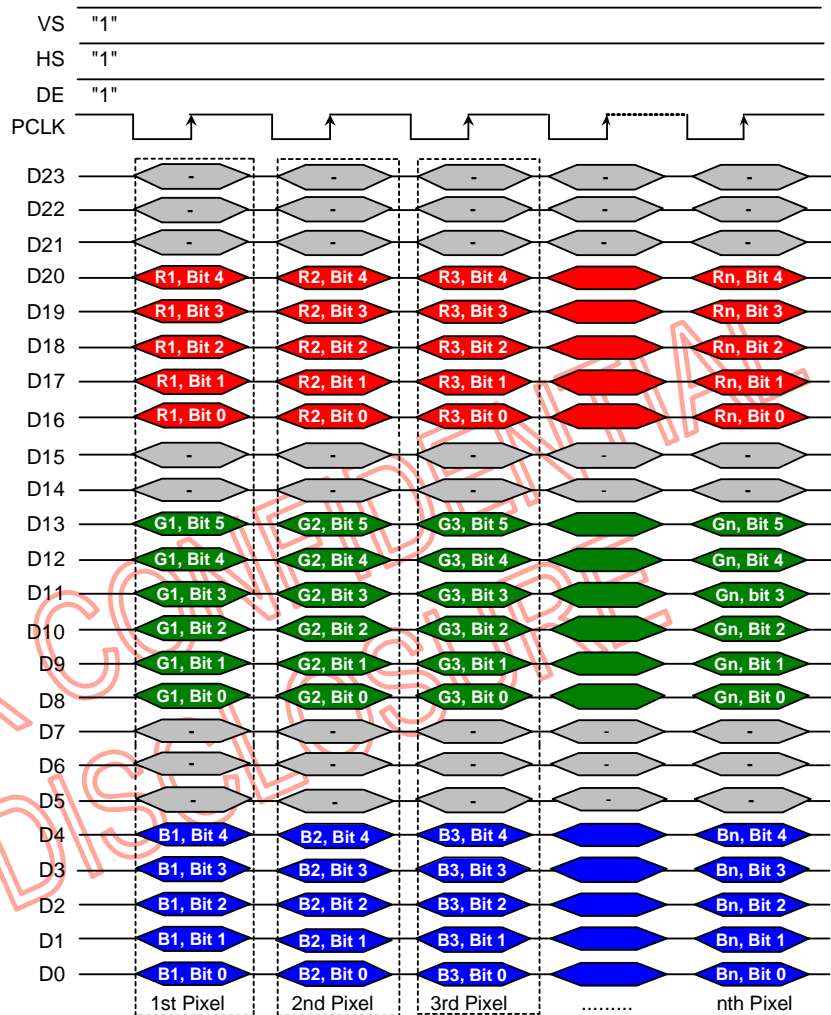 VS "1"
HS "1"
DE "1"
PCLK
D23 - - - - -
D22 - - - - -
D21 - - - - -
D20 R1, Bit 4 R2, Bit 4 R3, Bit 4 Rn, Bit 4
D19 R1, Bit 3 R2, Bit 3 R3, Bit 3 Rn, Bit 3
D18 R1, Bit 2 R2, Bit 2 R3, Bit 2 Rn, Bit 2
D17 R1, Bit 1 R2, Bit 1 R3, Bit 1 Rn, Bit 1
D16 R1, Bit 0 R2, Bit 0 R3, Bit 0 Rn, Bit 0
D15 - - - - -
D14 - - - - -
D13 G1, Bit 5 G2, Bit 5 G3, Bit 5 Gn, Bit 5
D12 G1, Bit 4 G2, Bit 4 G3, Bit 4 Gn, Bit 4
D11 G1, Bit 3 G2, Bit 3 G3, Bit 3 Gn, bit 3
D10 G1, Bit 2 G2, Bit 2 G3, Bit 2 Gn, Bit 2
D9 G1, Bit 1 G2, Bit 1 G3, Bit 1 Gn, Bit 1
D8 G1, Bit 0 G2, Bit 0 G3, Bit 0 Gn, Bit 0
D7 - - - - -
D6 - - - - -
D5 - - - - -
D4 B1, Bit 4 B2, Bit 4 B3, Bit 4 Bn, Bit 4
D3 B1, Bit 3 B2, Bit 3 B3, Bit 3 Bn, Bit 3
D2 B1, Bit 2 B2, Bit 2 B3, Bit 2 Bn, Bit 2
D1 B1, Bit 1 B2, Bit 1 B3, Bit 1 Bn, Bit 1
D0 B1, Bit 0 B2, Bit 0 B3, Bit 0 Bn, Bit 0
1st Pixel 2nd Pixel 3rd Pixel ......... nth Pixel
CONFIDENTIAL
DISCLOSURE